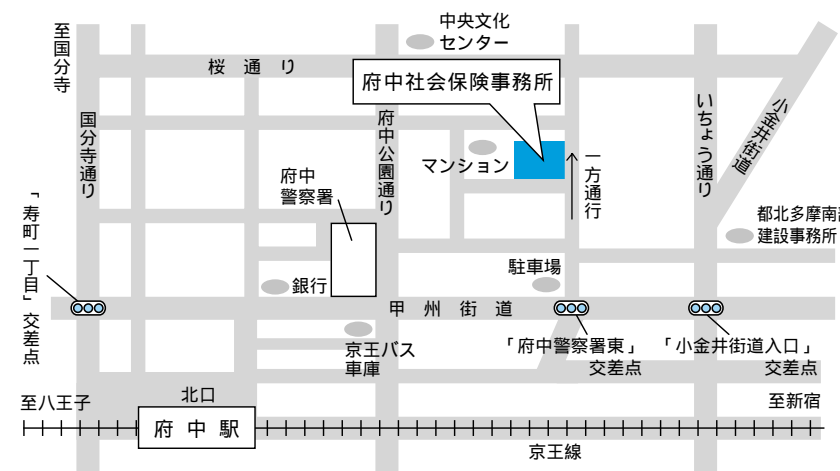 至国分寺
中央文化
センター
桜通り
府中社会保険事務所
国分寺通り
府中公園通り
いちょう通り
小金井街道
マンション
一方通行
府中
警察署
「寿町一丁目」交差点
都北多摩南部
建設事務所
駐車場
銀行
甲州街道
京王バス
車庫
「府中警察署東」
交差点
「小金井街道入口」
交差点
北口
至八王子
至新宿
府中駅
京王線